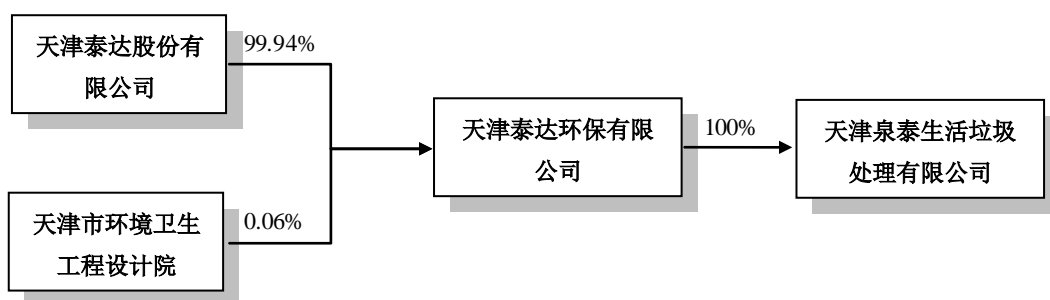 天津泰达股份有
限公司
99.94%
天津市环境卫生
工程设计院
0.06%
天津泰达环保有限
公司
100%
天津泉泰生活垃圾
处理有限公司